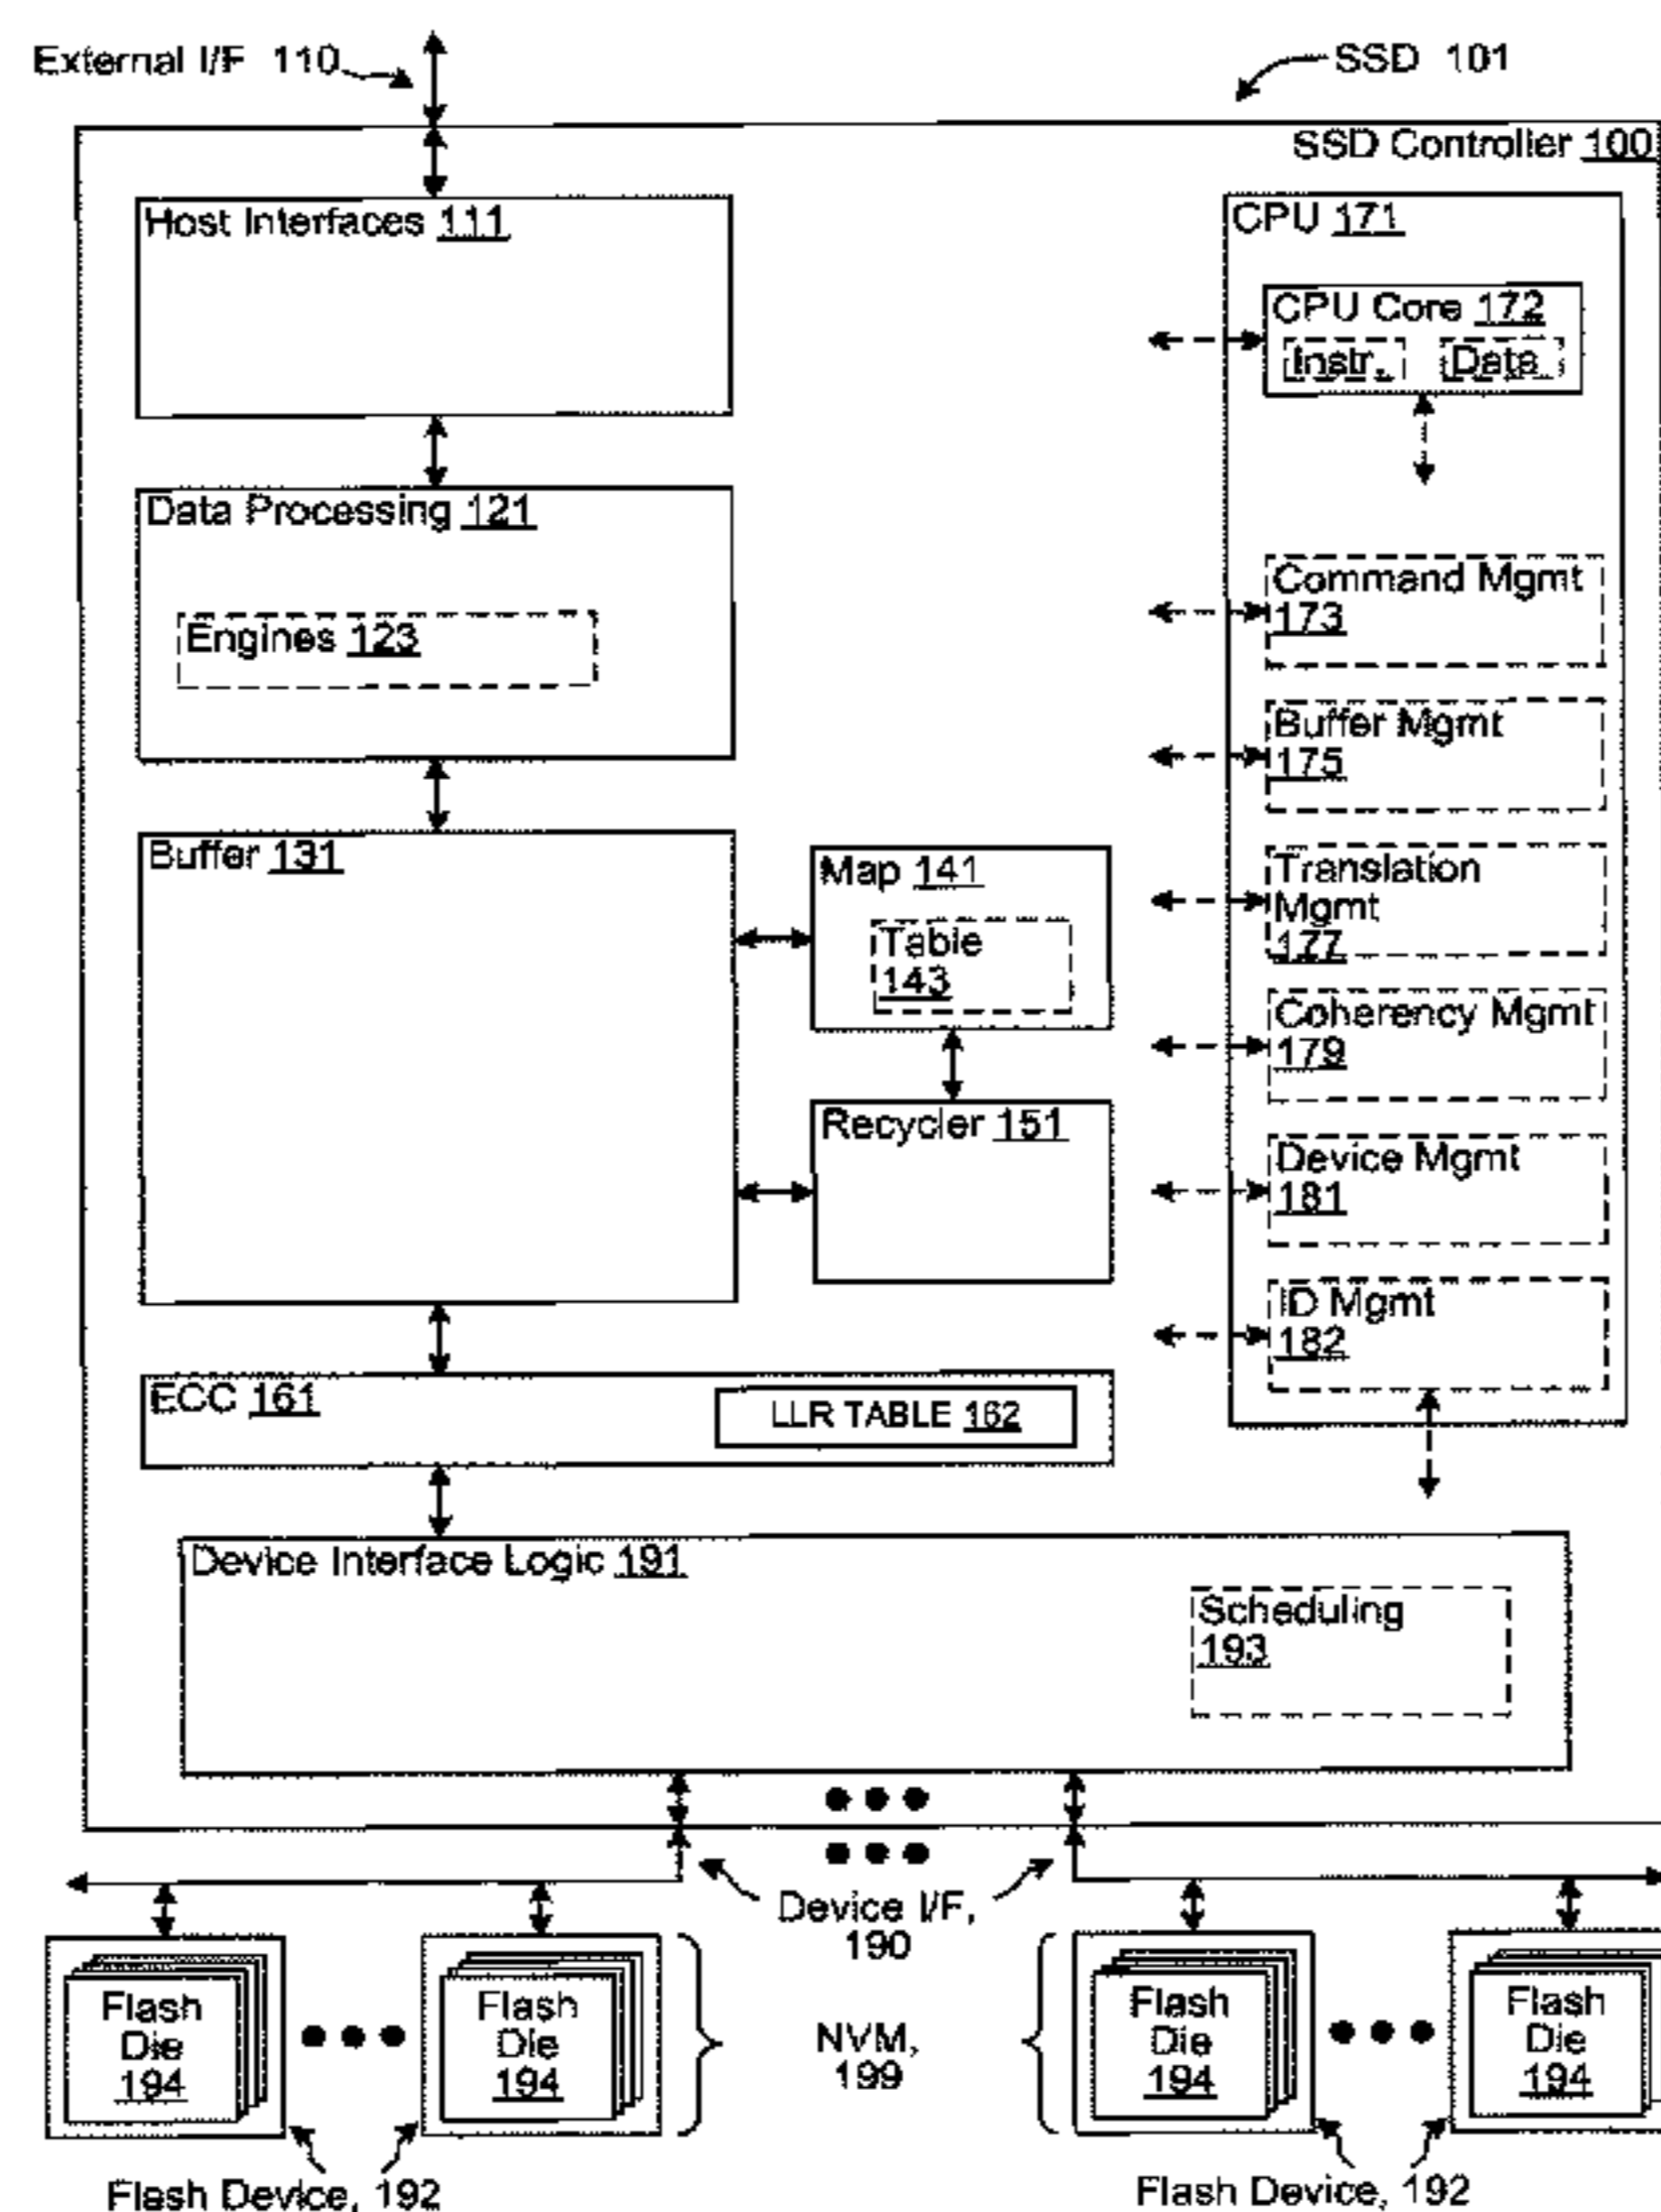 External I/F 110
SSD 101
SSD Controller 100
Host Interfaces 111
CPU 171
CPU Core 172
Instr.
Data
Data Processing 121
Engines 123
Command Mgmt
173
Buffer Mgmt
175
Buffer 131
Map 141
Table
143
Translation
Mgmt
177
Coherency Mgmt
179
Recycler 151
Device Mgmt
181
ID Mgmt
182
ECC 161
LLR TABLE 162
Device Interface Logic 191
Scheduling
193
Device I/F,
190
Flash
Die
194
Flash
Die
194
NVM,
199
Flash
Die
194
Flash
Die
194
Flash Device, 192
Flash Device, 192